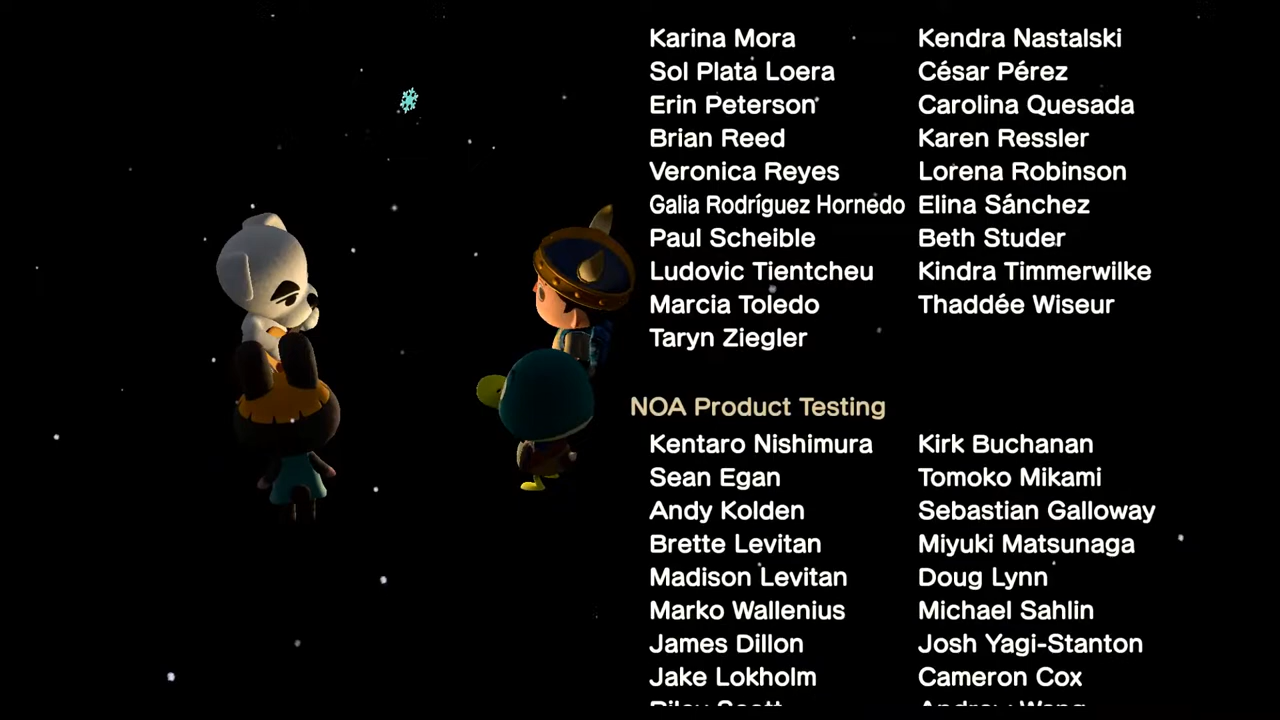 Karina Mora Kendra Nastalski
Sol Plata Loera César Pérez
Erin Peterson Carolina Quesada
Brian Reed Karen Ressler
Veronica Reyes Lorena Robinson
Galia Rodríguez Hornedo Elina Sánchez
Paul Scheible Beth Studer
Ludovic Tientcheu Kindra Timmerwilke
Marcia Toledo Thaddée Wiseur
Taryn Ziegler
NOA Product Testing
Kentaro Nishimura Kirk Buchanan
Sean Egan Tomoko Mikami
Andy Kolden Sebastian Galloway
Brette Levitan Miyuki Matsunaga
Madison Levitan Doug Lynn
Marko Wallenius Michael Sahlin
James Dillon Josh Yagi-Stanton
Jake Lokholm Cameron Cox